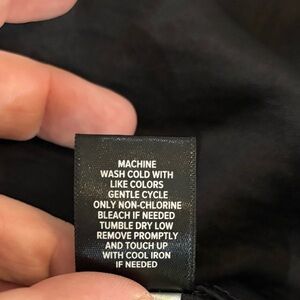 MACHINE
WASH COLD WITH
LIKE COLORS
GENTLE CYCLE
ONLY NON-CHLORINE
BLEACH IF NEEDED
TUMBLE DRY LOW
REMOVE PROMPTLY
AND TOUCH UP
WITH COOL IRON
IF NEEDED